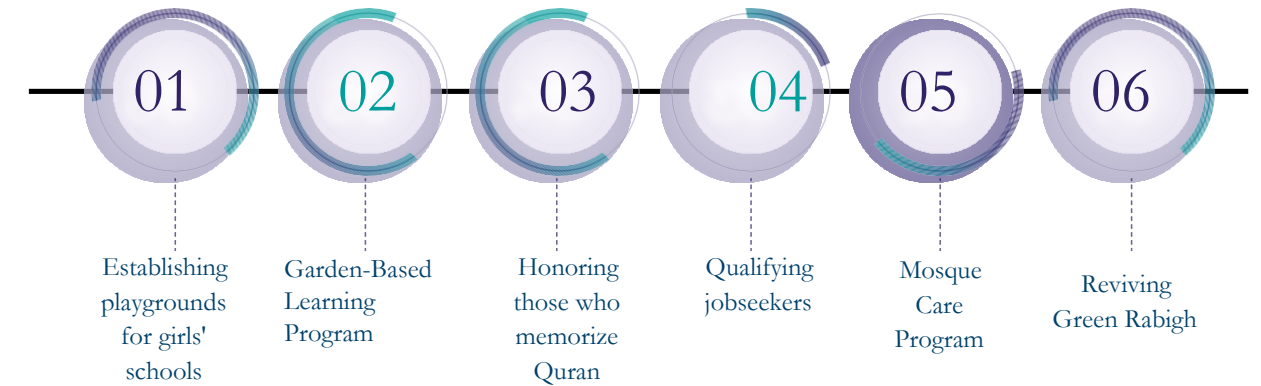 01
02
03
04
05
06
Establishing
playgrounds
for girls'
schools
Garden-Based
Learning
Program
Honoring
those who
memorize
Quran
Qualifying
jobseekers
Mosque
Care
Program
Reviving
Green Rabigh